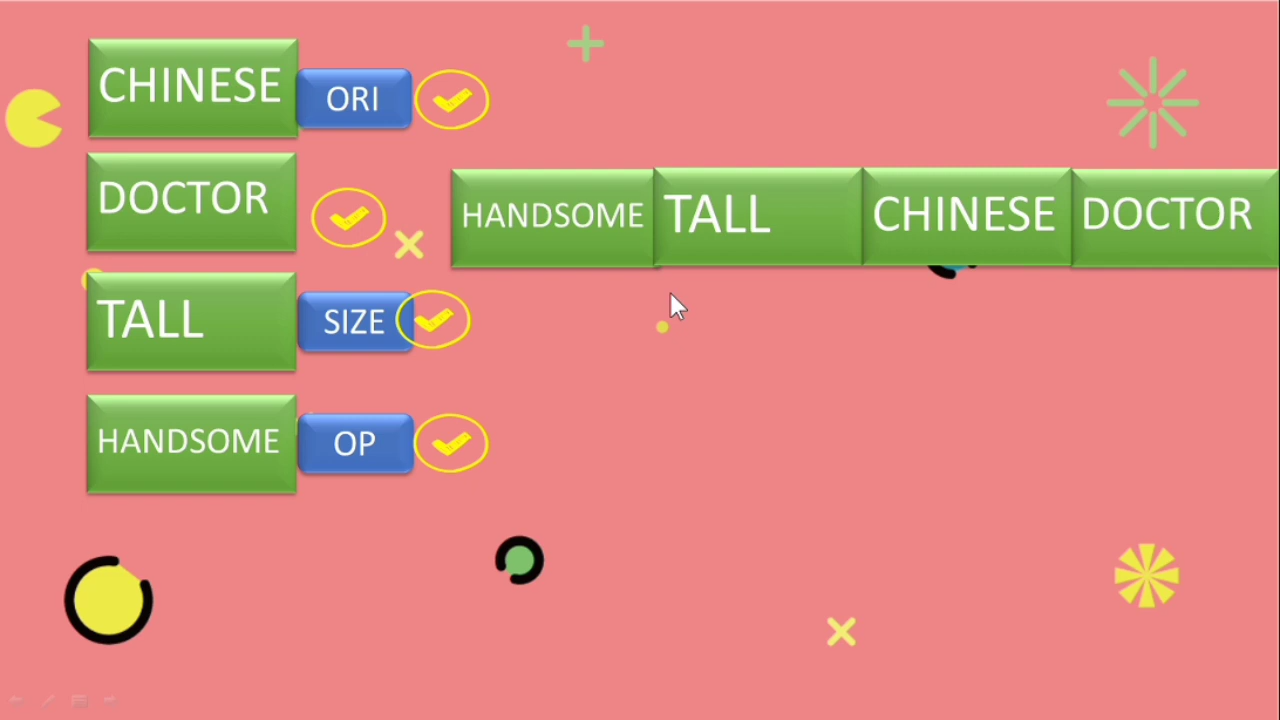 CHINESE
ORI
DOCTOR
TALL
SIZE
HANDSOME
OP
HANDSOME TALL CHINESE DOCTOR